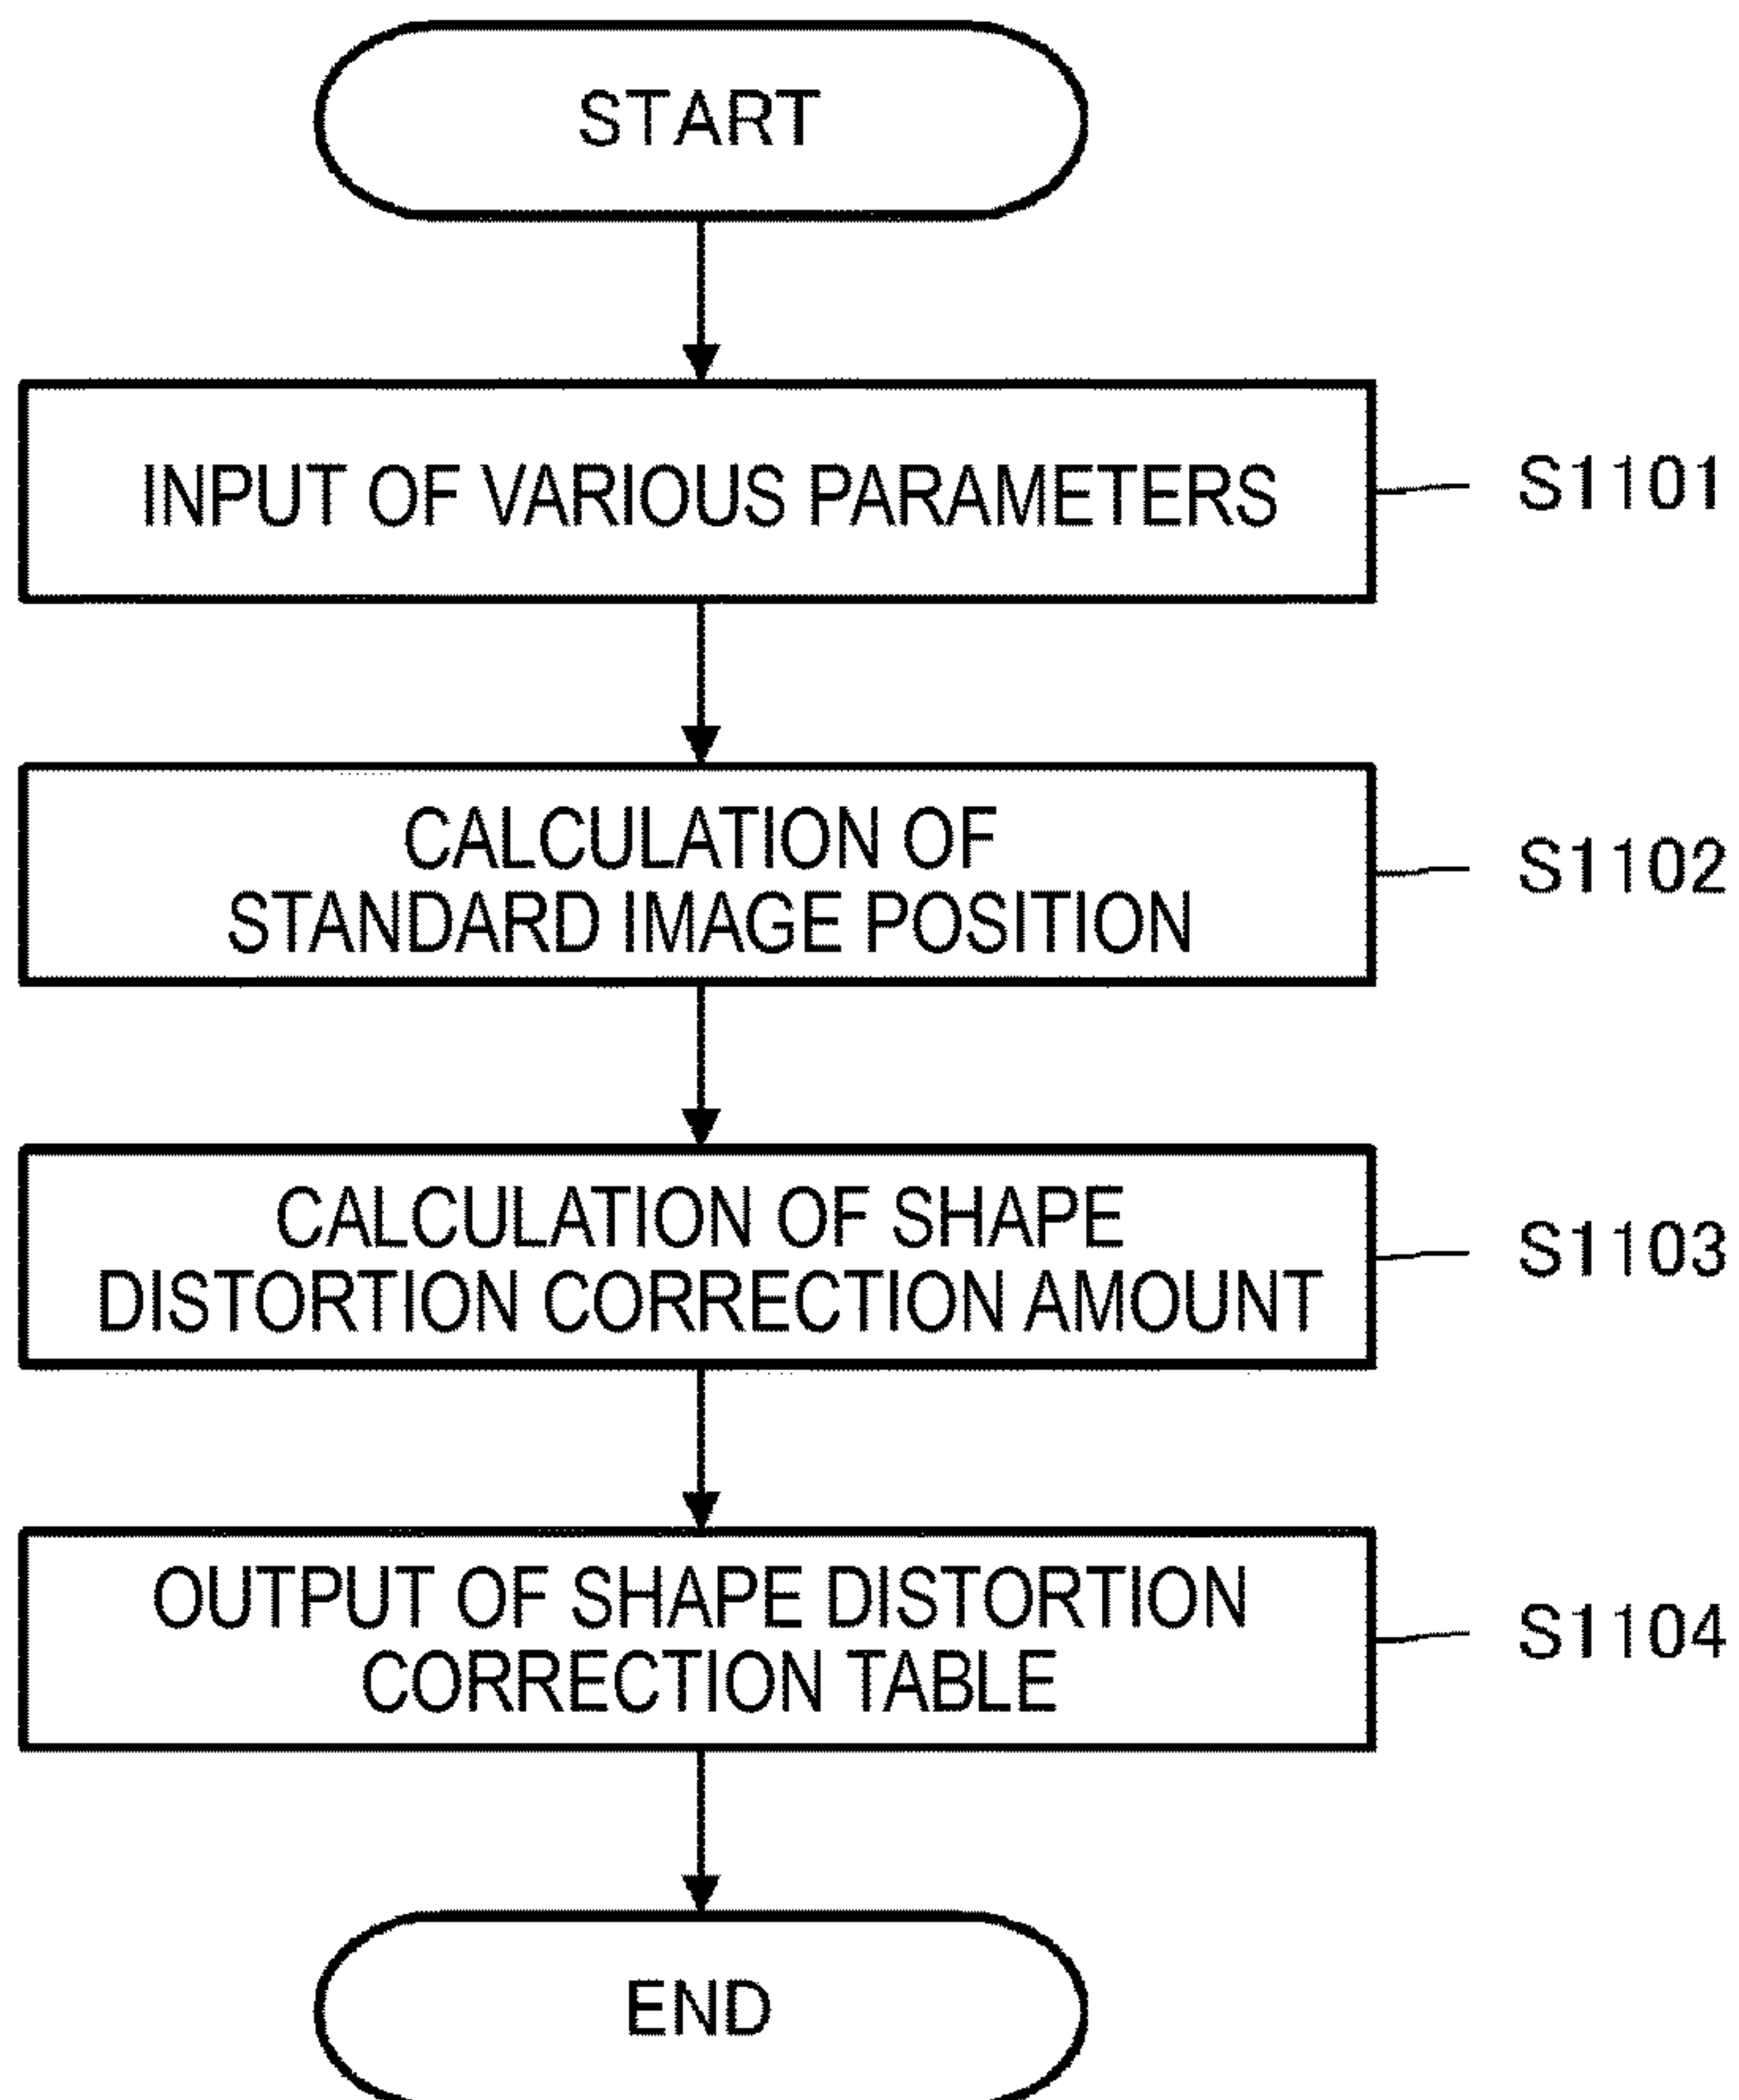 START
INPUT OF VARIOUS PARAMETERS
S1101
CALCULATION OF
STANDARD IMAGE POSITION
S1102
CALCULATION OF SHAPE
DISTORTION CORRECTION AMOUNT
S1103
OUTPUT OF SHAPE DISTORTION
CORRECTION TABLE
S1104
END